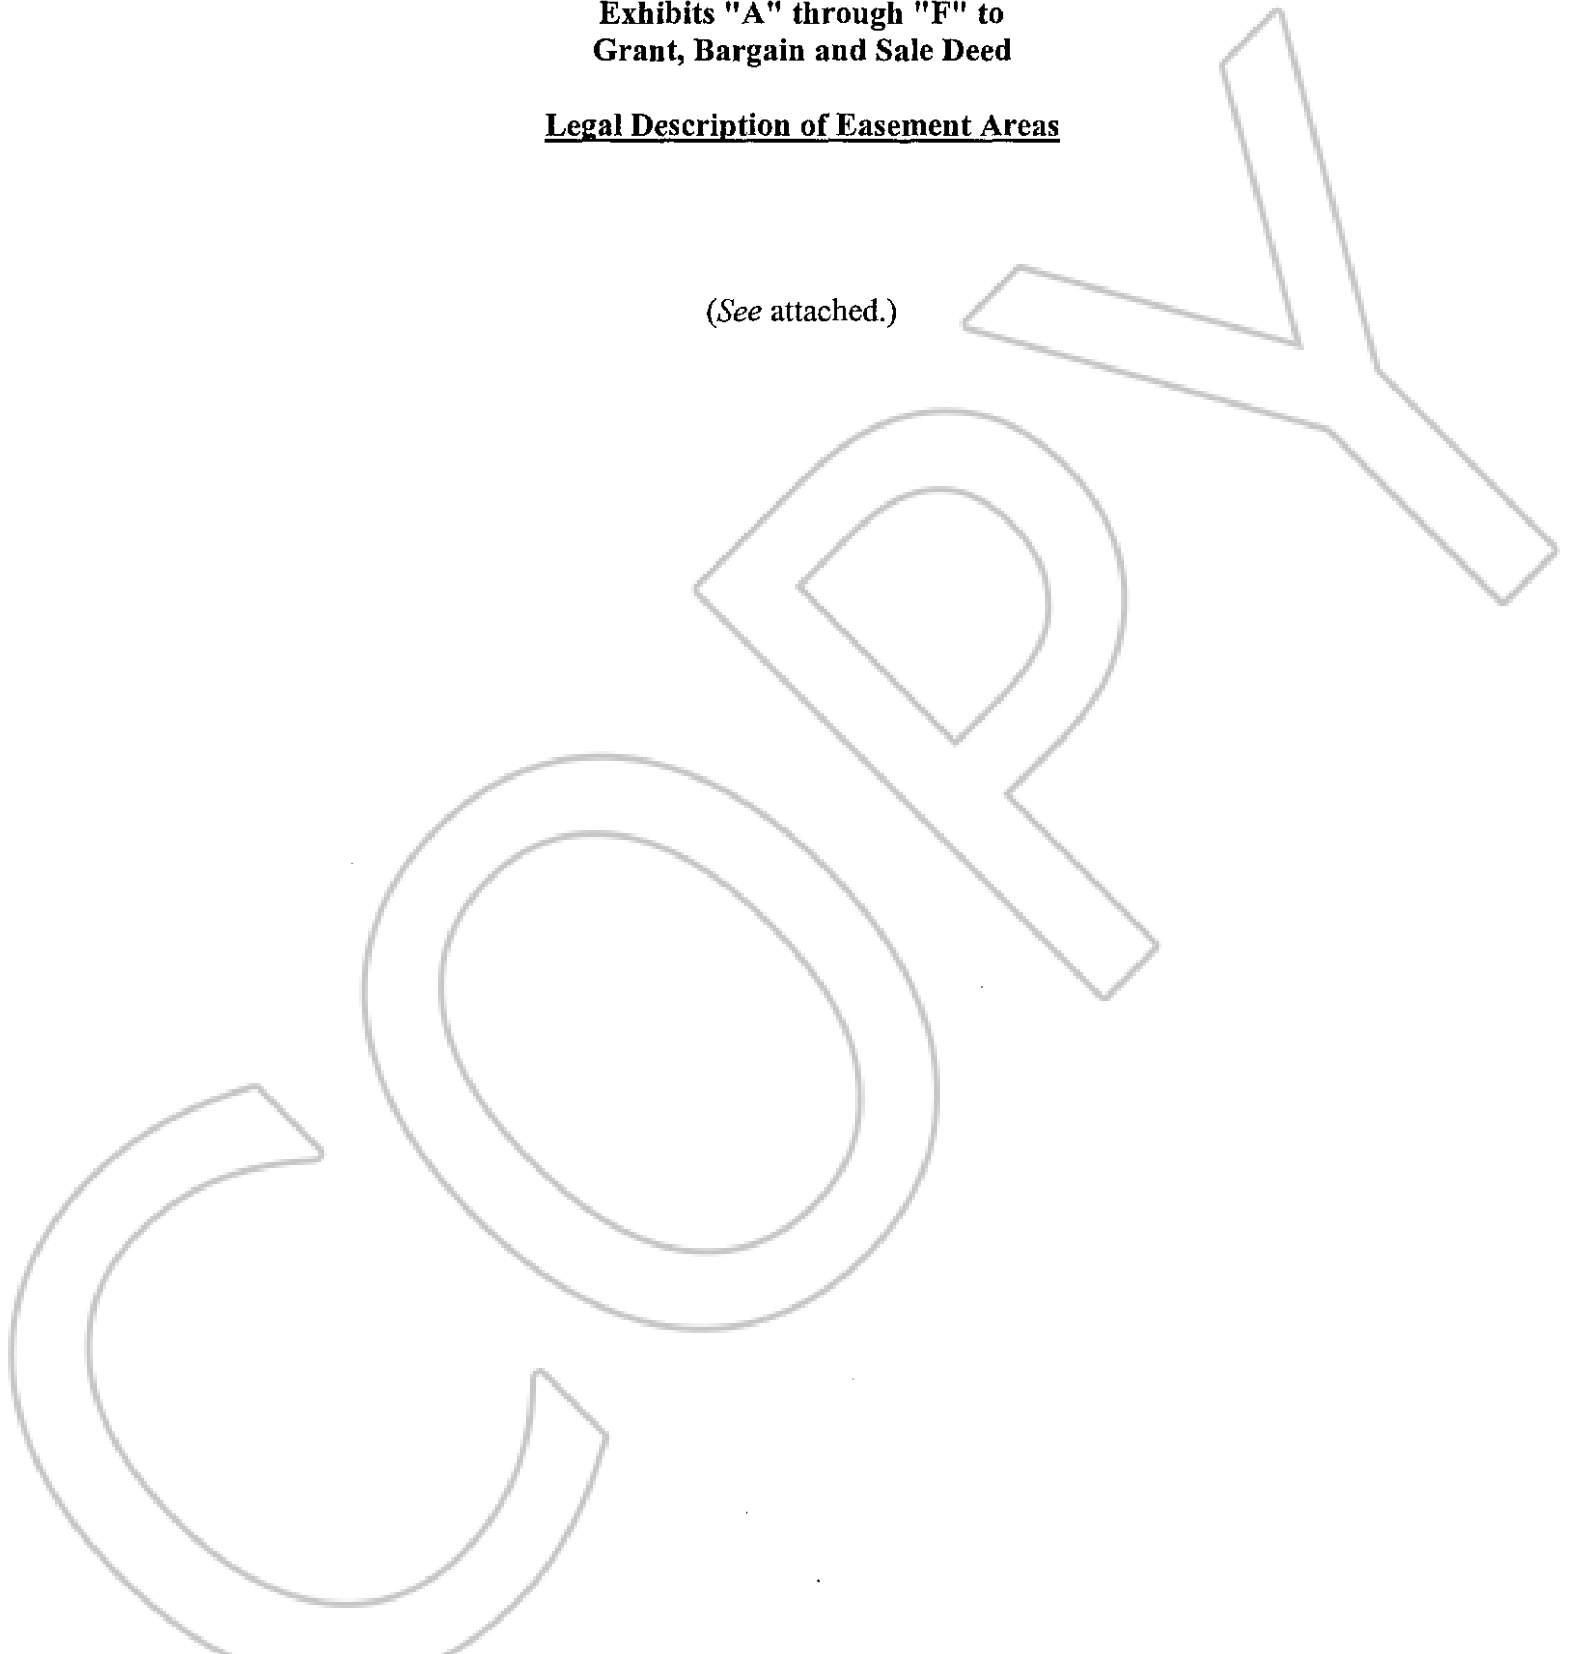 Exhibits "A" through "F" to
Grant, Bargain and Sale Deed
Legal Description of Easement Areas
(See attached.)
COPY